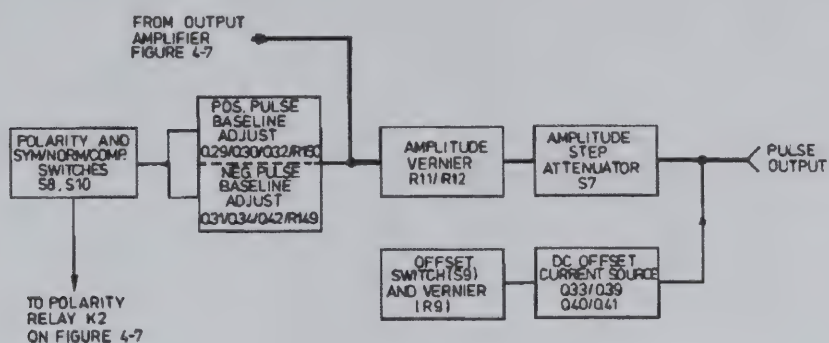 FROM OUTPUT
AMPLIFIER
FIGURE 4-7
POLARITY AND
SYM/NORM/COMP.
SWITCHES
S8, S10
POS. PULSE
BASELINE
ADJUST
Q29/Q30/Q32/R160
NEG. PULSE
BASELINE
ADJUST
Q31/Q34/Q42/R149
AMPLITUDE
VERNIER
R11/R12
AMPLITUDE
STEP
ATTENUATOR
S7
PULSE
OUTPUT
OFFSET
SWITCH(S9)
AND VERNIER
(R9)
DC OFFSET
CURRENT SOURCE
Q33/Q39
Q40/Q41
TO POLARITY
RELAY K2
ON FIGURE 4-7